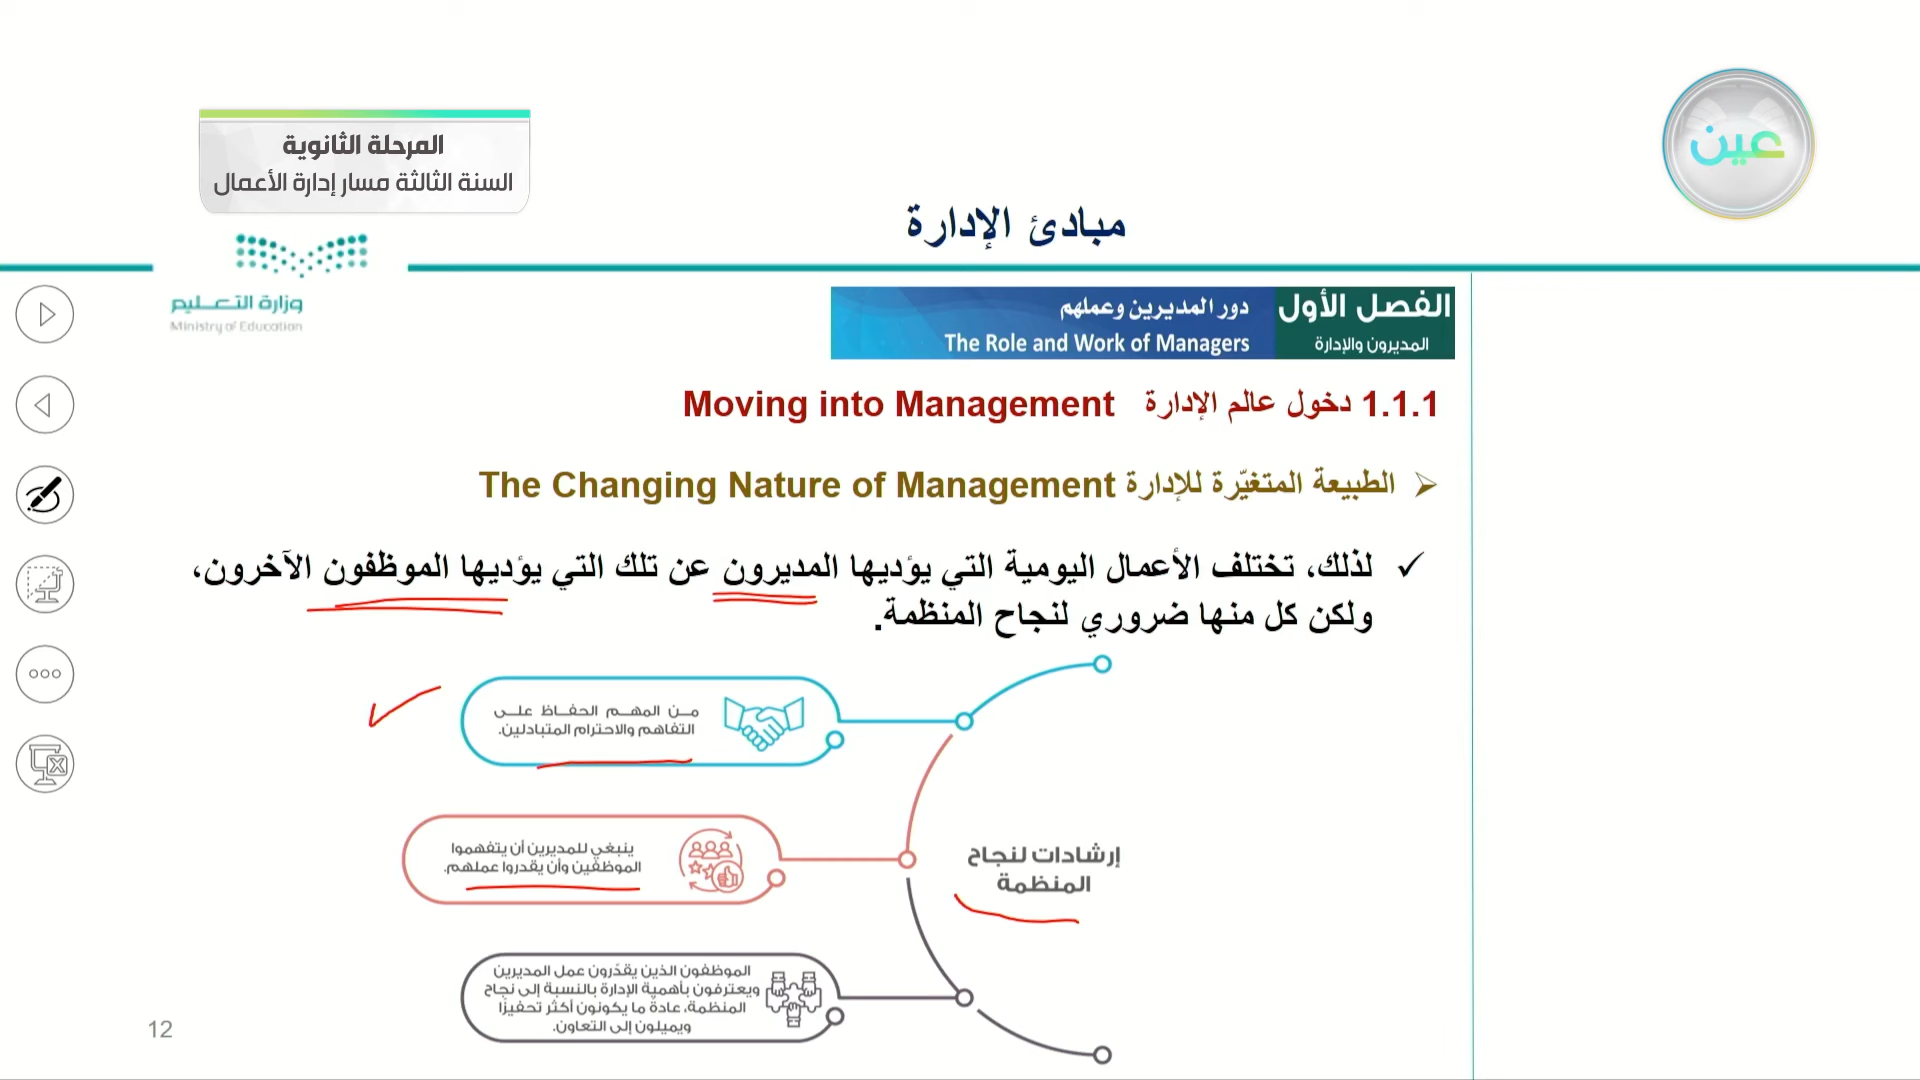 عين
المرحلة الثانوية
السنة الثالثة مسار إدارة الأعمال
مبادئ الإدارة
وزارة التعليم
Ministry of Education
الفصل الأول
المديرون والإدارة
دور المديرين وعملهم
The Role and Work of Managers
1.1.1 دخول عالم الإدارة Moving into Management
الطبيعة المتغيّرة للإدارة The Changing Nature of Management
لذلك، تختلف الأعمال اليومية التي يؤديها المديرون عن تلك التي يؤديها الموظفون الآخرون،
ولكن كل منها ضروري لنجاح المنظمة.
إرشادات لنجاح
المنظمة
من المهم الحفاظ على
التفاهم والاحترام المتبادلين.
ينبغي للمديرين أن يتفهموا
الموظفين وأن يقدروا عملهم.
الموظفون الذين يقدّرون عمل المديرين
ويعترفون بأهمية الإدارة بالنسبة إلى نجاح
المنظمة، عادةً ما يكونون أكثر تحفيزًا
ويميلون إلى التعاون.
12